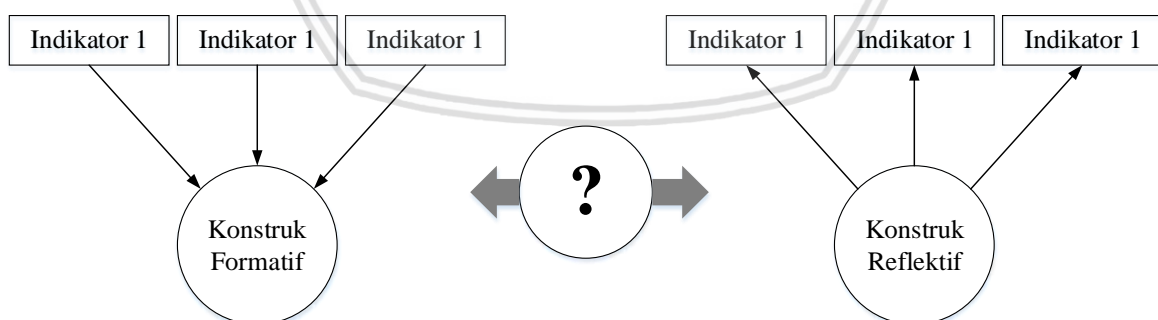 Indikator 1
Indikator 1
Indikator 1
Indikator 1
Indikator 1
Indikator 1
?
Konstruk
Formatif
Konstruk
Reflektif